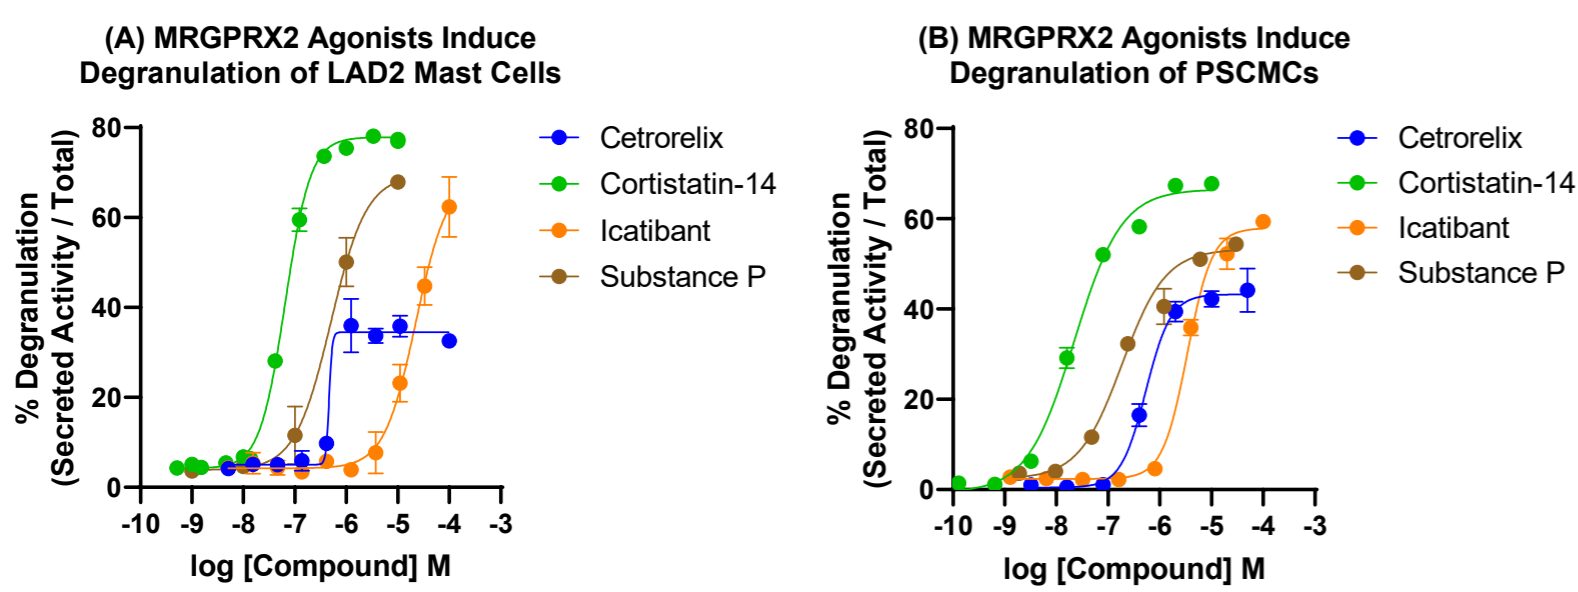 (A) MRGPRX2 Agonists Induce
Degranulation of LAD2 Mast Cells
% Degranulation
(Secreted Activity / Total)
80
60
40
20
0
-10 -9 -8 -7 -6 -5 -4 -3
log [Compound] M
Cetrorelix
Cortistatin-14
Icatibant
Substance P
(B) MRGPRX2 Agonists Induce
Degranulation of PSCMCs
% Degranulation
(Secreted Activity / Total)
80
60
40
20
0
-10 -9 -8 -7 -6 -5 -4 -3
log [Compound] M
Cetrorelix
Cortistatin-14
Icatibant
Substance P